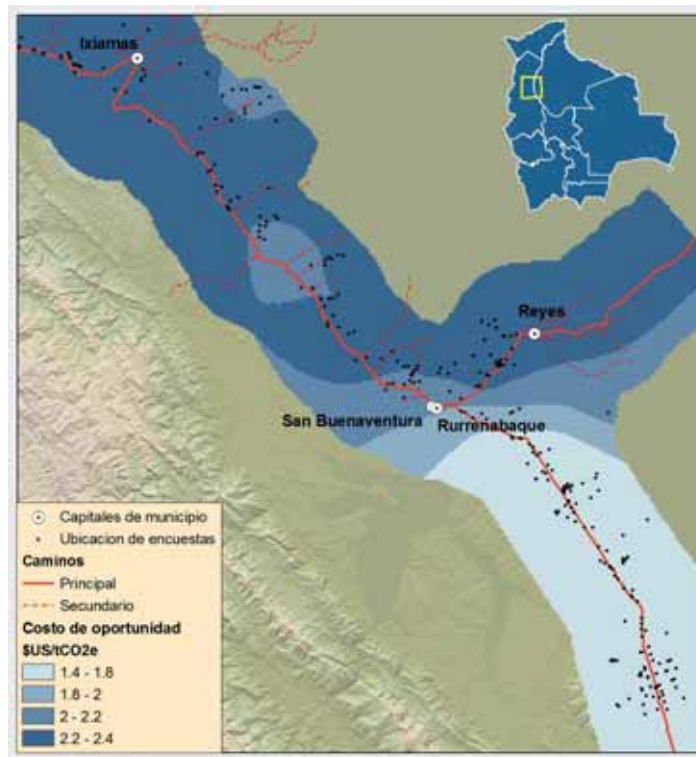 Ixiamas
Reyes
San Buenaventura
Rurrenabaque
Capitales de municipio
Ubicacion de encuestas
Caminos
Principal
Secundario
Costo de oportunidad
$US/tCO2e
1.4 - 1.8
1.8 - 2
2 - 2.2
2.2 - 2.4